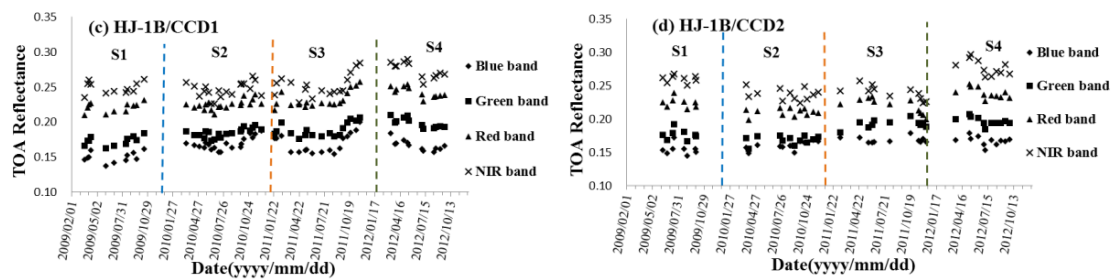 (c) HJ-1B/CCD1
TOA Reflectance
0.35
0.30
0.25
0.20
0.15
0.10
S1
S2
S3
S4
Blue band
Green band
Red band
NIR band
2009/02/01
2009/05/02
2009/07/31
2009/10/29
2010/01/27
2010/04/27
2010/07/26
2010/10/24
2011/01/22
2011/04/22
2011/07/21
2011/10/19
2012/01/17
2012/04/16
2012/07/15
2012/10/13
Date(yyyy/mm/dd)
(d) HJ-1B/CCD2
TOA Reflectance
0.35
0.30
0.25
0.20
0.15
0.10
S1
S2
S3
S4
Blue band
Green band
Red band
NIR band
2009/02/01
2009/05/02
2009/07/31
2009/10/29
2010/01/27
2010/04/27
2010/07/26
2010/10/24
2011/01/22
2011/04/22
2011/07/21
2011/10/19
2012/01/17
2012/04/16
2012/07/15
2012/10/13
Date(yyyy/mm/dd)